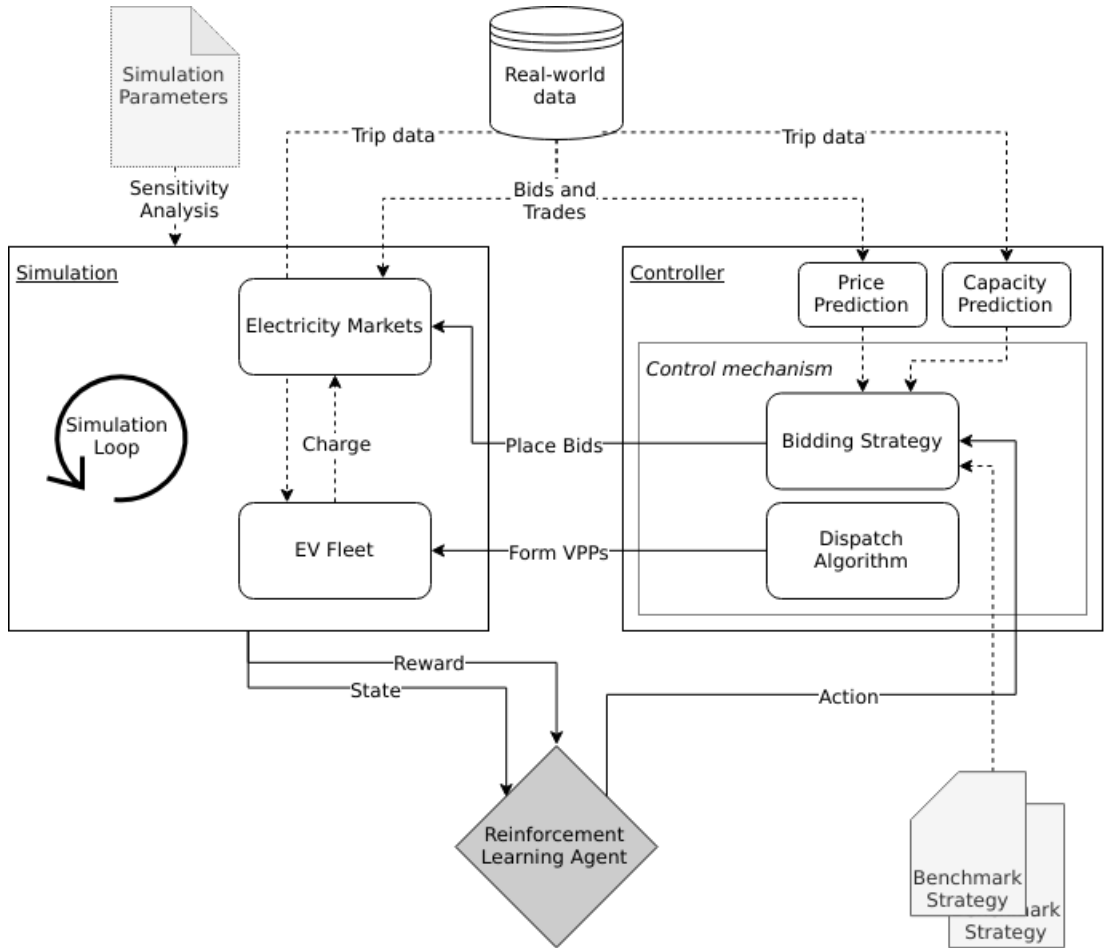 Simulation
Parameters
Real-world
data
Trip data
Trip data
Sensitivity
Analysis
Bids and
Trades
Simulation
Electricity Markets
Simulation
Loop
Charge
EV Fleet
Controller
Price
Prediction
Capacity
Prediction
Control mechanism
Bidding Strategy
Dispatch
Algorithm
Place Bids
Form VPPs
Reward
State
Action
Reinforcement
Learning Agent
Benchmark
Strategy
mark
Strategy